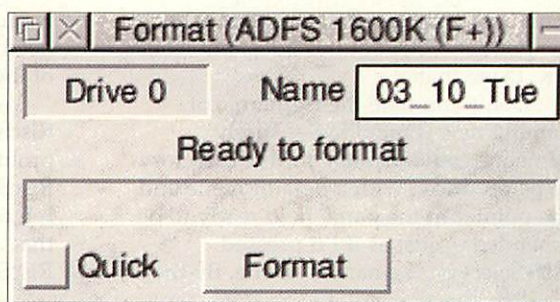 Format (ADFS 1600K (F+))
Drive 0 Name 03_10_Tue
Ready to format
Quick Format